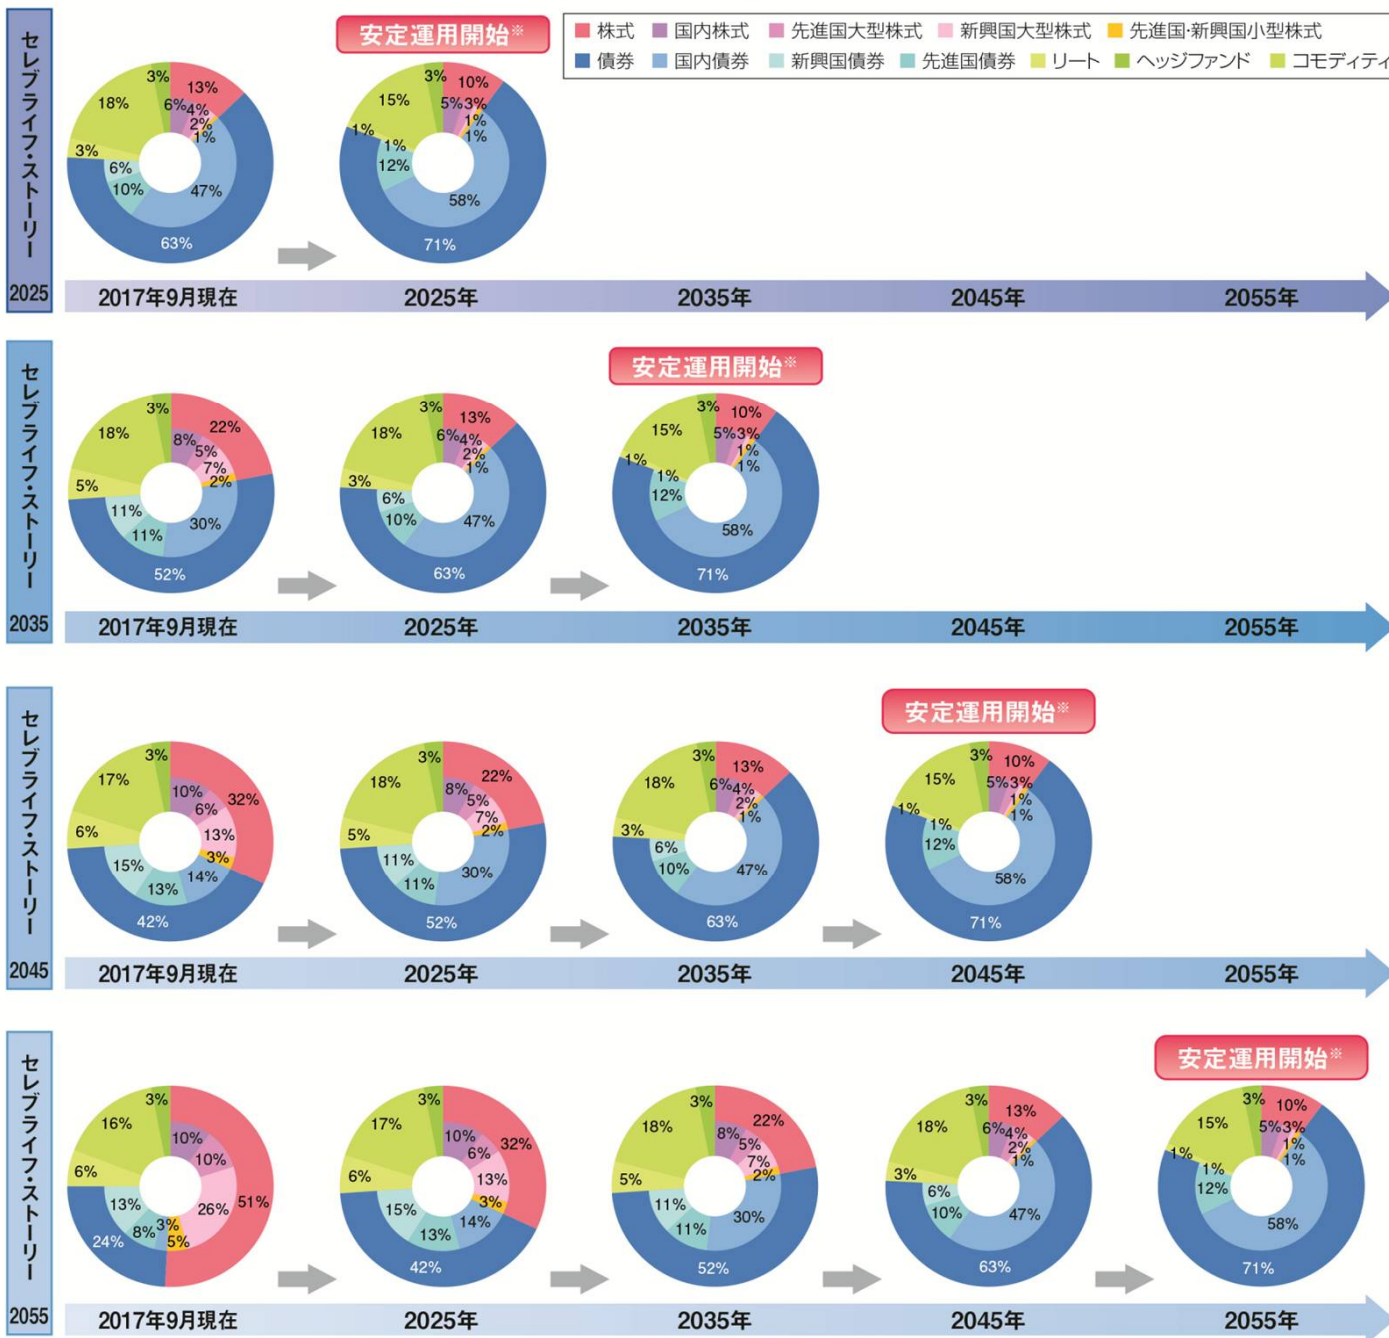 安定運用開始※
株式 国内株式 先進国大型株式 新興国大型株式 先進国・新興国小型株式
債券 国内債券 新興国債券 先進国債券 リート ヘッジファンド コモディティ
セレブライフ・ストーリー
2025
3% 13% 18% 6% 4% 2% 1% 3% 6% 10% 47% 63%
3% 10% 15% 5% 3% 1% 1% 1% 1% 12% 58% 71%
2017年9月現在 2025年 2035年 2045年 2055年
安定運用開始※
セレブライフ・ストーリー
2035
3% 22% 18% 8% 5% 7% 2% 5% 11% 11% 30% 52%
3% 13% 18% 6% 4% 2% 1% 3% 6% 10% 47% 63%
3% 10% 15% 5% 3% 1% 1% 1% 1% 12% 58% 71%
2017年9月現在 2025年 2035年 2045年 2055年
安定運用開始※
セレブライフ・ストーリー
2045
3% 32% 17% 10% 6% 13% 3% 6% 15% 13% 14% 42%
3% 22% 18% 8% 5% 7% 2% 5% 11% 11% 30% 52%
3% 13% 18% 6% 4% 2% 1% 3% 6% 10% 47% 63%
3% 10% 15% 5% 3% 1% 1% 1% 1% 12% 58% 71%
2017年9月現在 2025年 2035年 2045年 2055年
安定運用開始※
セレブライフ・ストーリー
2055
3% 51% 16% 10% 10% 26% 5% 6% 13% 8% 3% 24%
3% 32% 17% 10% 6% 13% 3% 6% 15% 13% 14% 42%
3% 22% 18% 8% 5% 7% 2% 5% 11% 11% 30% 52%
3% 13% 18% 6% 4% 2% 1% 3% 6% 10% 47% 63%
3% 10% 15% 5% 3% 1% 1% 1% 1% 12% 58% 71%
2017年9月現在 2025年 2035年 2045年 2055年